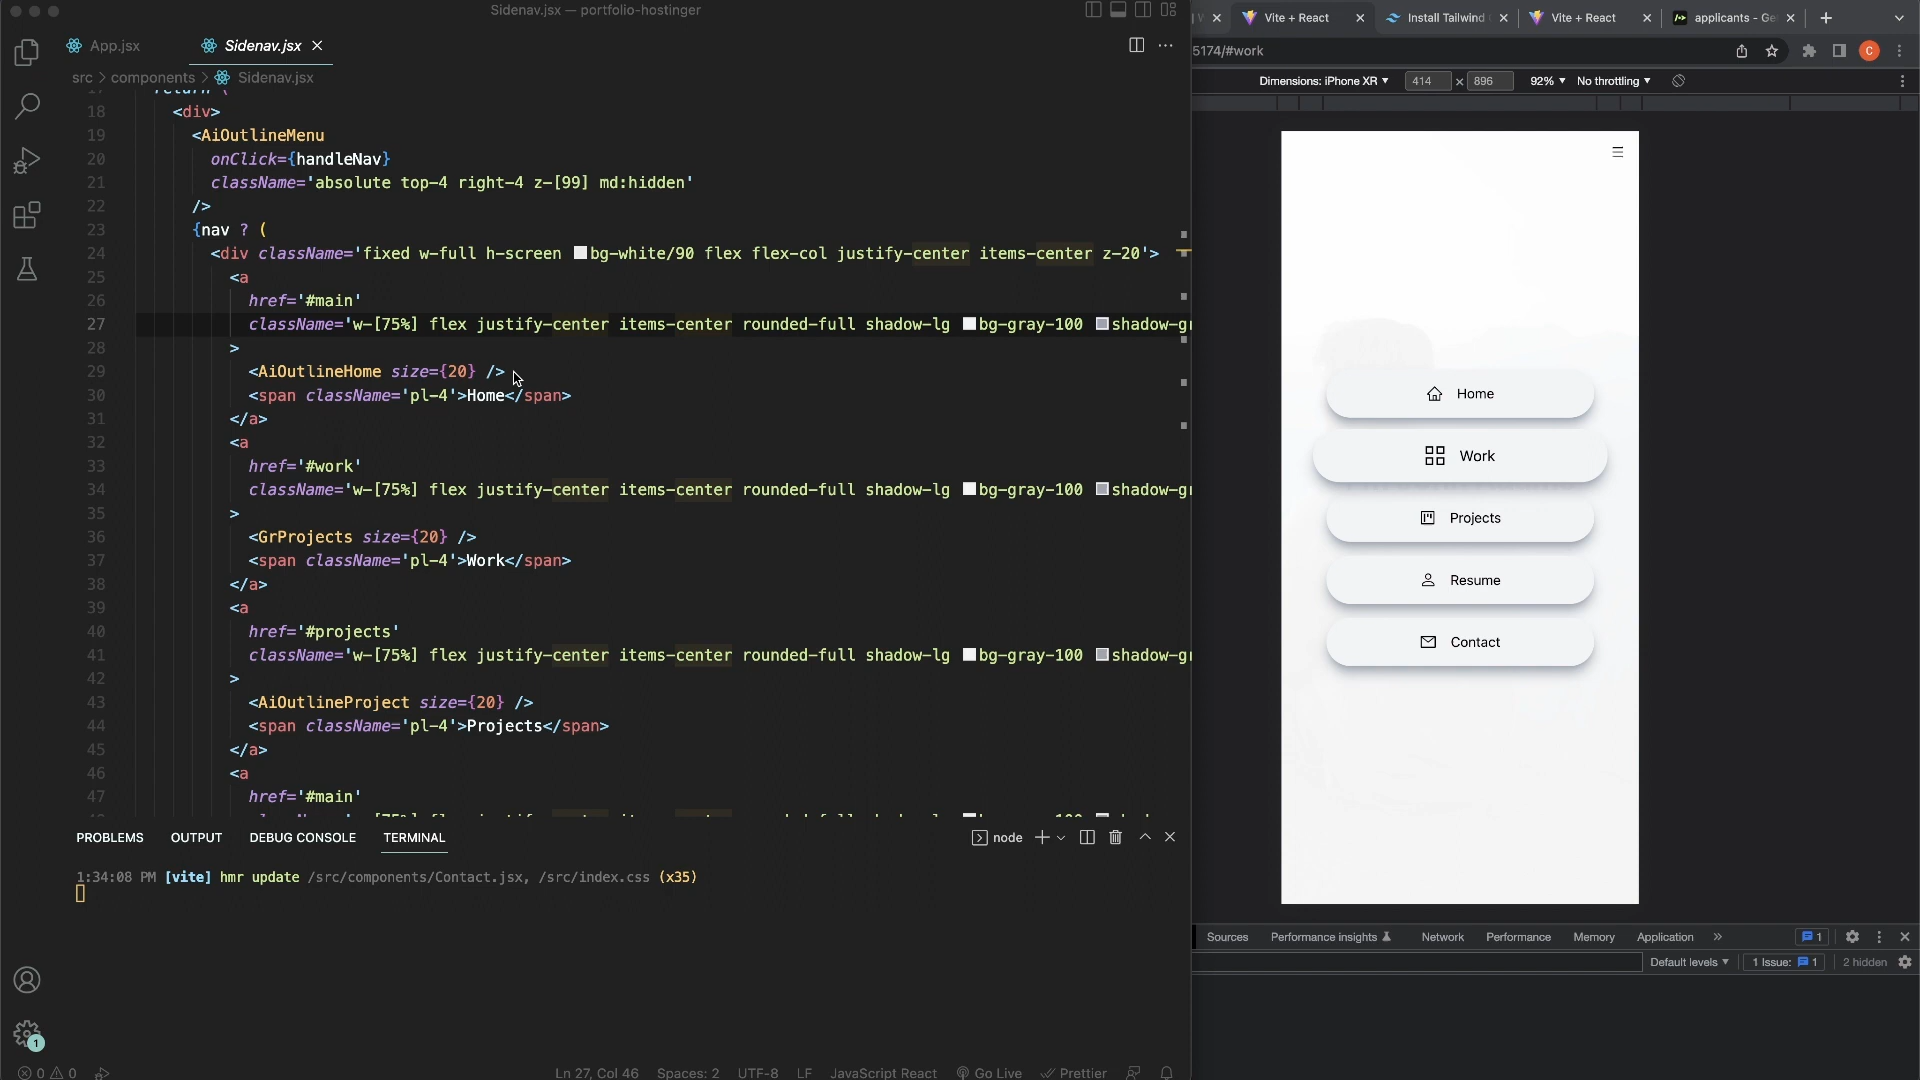 Sidenav.jsx — portfolio-hostinger
App.jsx
Sidenav.jsx
src > components > Sidenav.jsx
18 <div>
19 <AiOutlineMenu
20 onClick={handleNav}
21 className='absolute top-4 right-4 z-[99] md:hidden'
22 />
23 {nav ? (
24 <div className='fixed w-full h-screen bg-white/90 flex flex-col justify-center items-center z-20'>
25 <a
26 href='#main'
27 className='w-[75%] flex justify-center items-center rounded-full shadow-lg bg-gray-100 shadow-gr
28 >
29 <AiOutlineHome size={20} />
30 <span className='pl-4'>Home</span>
31 </a>
32 <a
33 href='#work'
34 className='w-[75%] flex justify-center items-center rounded-full shadow-lg bg-gray-100 shadow-gr
35 >
36 <GrProjects size={20} />
37 <span className='pl-4'>Work</span>
38 </a>
39 <a
40 href='#projects'
41 className='w-[75%] flex justify-center items-center rounded-full shadow-lg bg-gray-100 shadow-gr
42 >
43 <AiOutlineProject size={20} />
44 <span className='pl-4'>Projects</span>
45 </a>
46 <a
47 href='#main'
PROBLEMS OUTPUT DEBUG CONSOLE TERMINAL
node
1:34:08 PM [vite] hmr update /src/components/Contact.jsx, /src/index.css (x35)
1
0 0
Ln 27, Col 46 Spaces: 2 UTF-8 LF JavaScript React Go Live Prettier
Vite + React
Install Tailwind
Vite + React
applicants - Ge
5174/#work
C
Dimensions: iPhone XR 414 × 896 92% No throttling
Home
Work
Projects
Resume
Contact
Sources Performance insights Network Performance Memory Application » 1
Default levels 1 Issue: 1 2 hidden